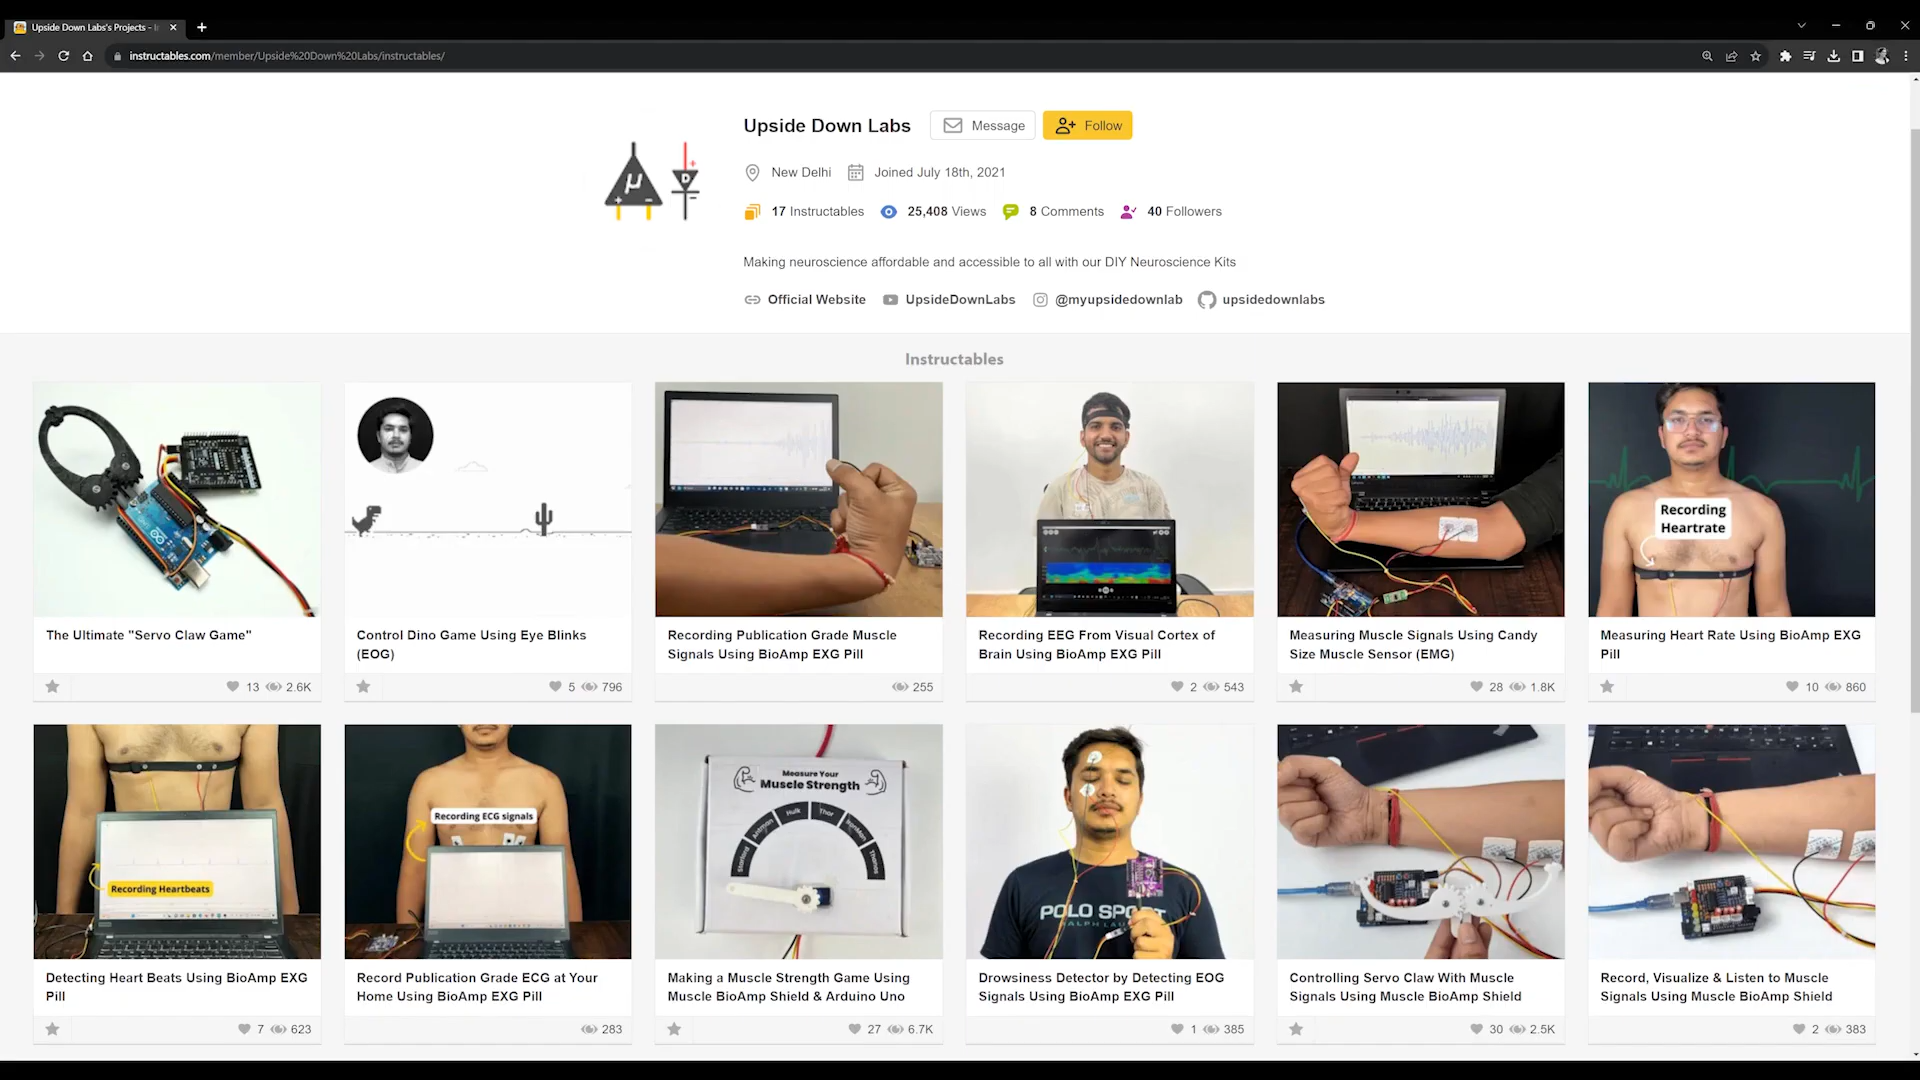 Upside Down Labs's Projects - I
instructables.com/member/Upside%20Down%20Labs/instructables/
Upside Down Labs
Message
Follow
New Delhi
Joined July 18th, 2021
17 Instructables
25,408 Views
8 Comments
40 Followers
Making neuroscience affordable and accessible to all with our DIY Neuroscience Kits
Official Website
UpsideDownLabs
@myupsidedownlab
upsidedownlabs
µ
D
Instructables
Recording
Heartrate
The Ultimate "Servo Claw Game"
13 2.6K
Control Dino Game Using Eye Blinks
(EOG)
5 796
Recording Publication Grade Muscle
Signals Using BioAmp EXG Pill
255
Recording EEG From Visual Cortex of
Brain Using BioAmp EXG Pill
2 543
Measuring Muscle Signals Using Candy
Size Muscle Sensor (EMG)
28 1.8K
Measuring Heart Rate Using BioAmp EXG
Pill
10 860
Recording Heartbeats
Detecting Heart Beats Using BioAmp EXG
Pill
7 623
Recording ECG signals
Record Publication Grade ECG at Your
Home Using BioAmp EXG Pill
283
Measure Your
Muscle Strength
Antman
Hulk
Thor
IronMan
Thanos
Making a Muscle Strength Game Using
Muscle BioAmp Shield & Arduino Uno
27 6.7K
POLO SPORT
Drowsiness Detector by Detecting EOG
Signals Using BioAmp EXG Pill
1 385
Controlling Servo Claw With Muscle
Signals Using Muscle BioAmp Shield
30 2.5K
Record, Visualize & Listen to Muscle
Signals Using Muscle BioAmp Shield
2 383